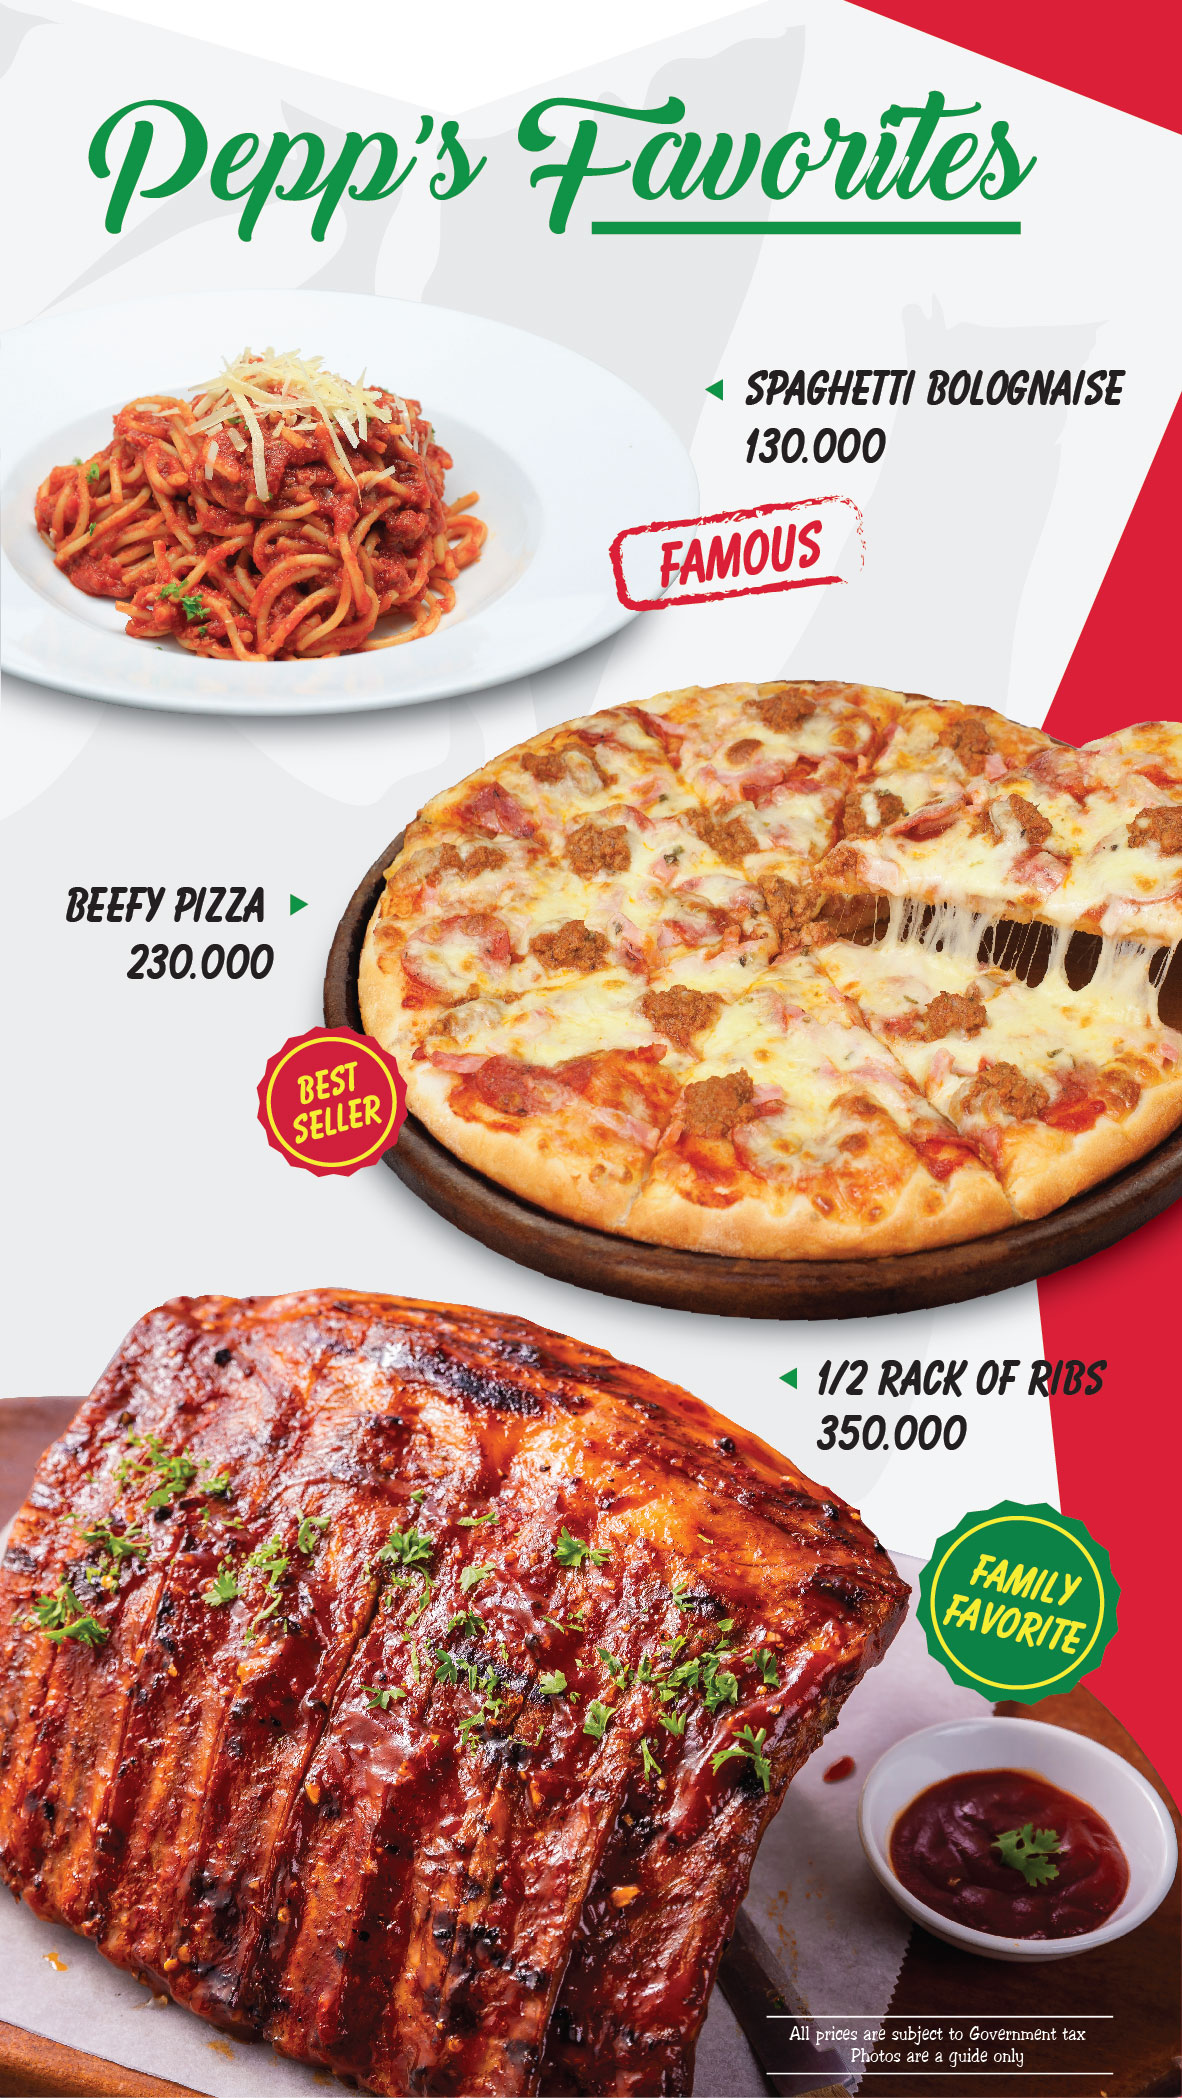 Pepp's Favorites
SPAGHETTI BOLOGNAISE
130.000
FAMOUS
BEEFY PIZZA
230.000
BEST
SELLER
1/2 RACK OF RIBS
350.000
FAMILY
FAVORITE
All prices are subject to Government tax
Photos are a guide only